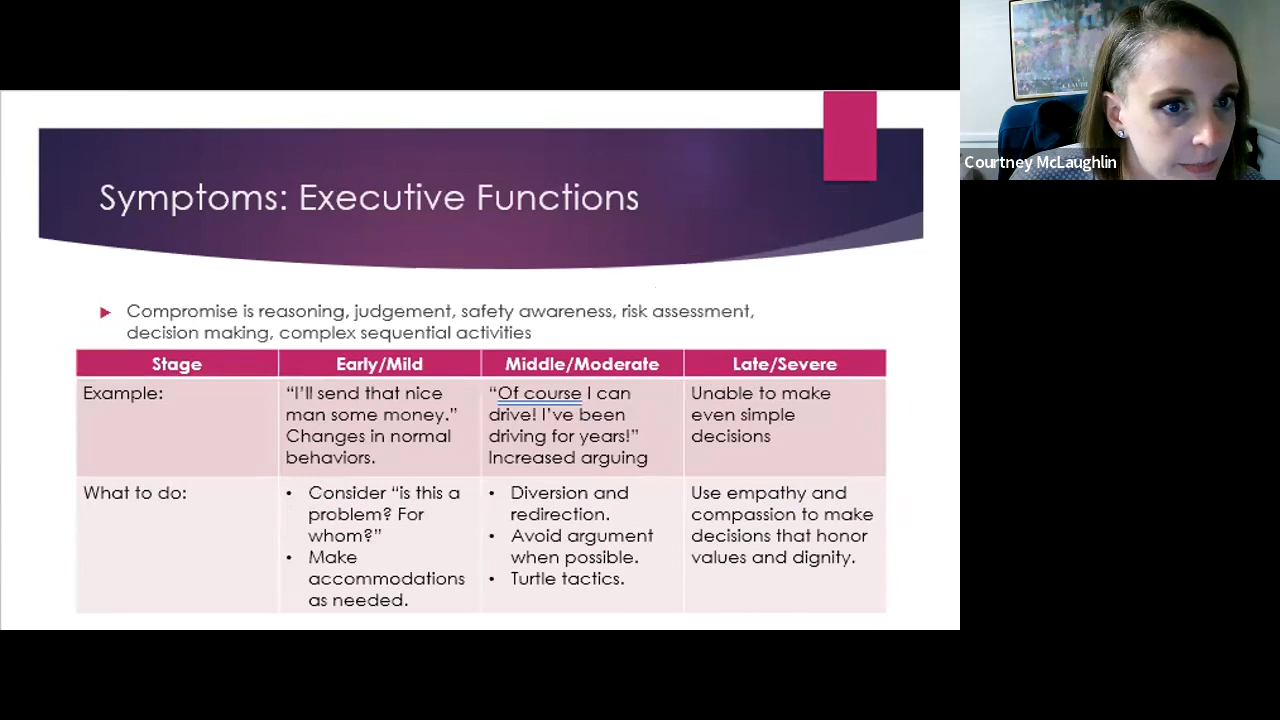 Symptoms: Executive Functions
Courtney McLaughlin
Compromise is reasoning, judgement, safety awareness, risk assessment,
decision making, complex sequential activities
Stage
Early/Mild
Middle/Moderate
Late/Severe
Example:
“I’ll send that nice
man some money.”
Changes in normal
behaviors.
“Of course I can
drive! I’ve been
driving for years!”
Increased arguing
Unable to make
even simple
decisions
What to do:
• Consider “is this a
problem? For
whom?”
• Make
accommodations
as needed.
• Diversion and
redirection.
• Avoid argument
when possible.
• Turtle tactics.
Use empathy and
compassion to make
decisions that honor
values and dignity.